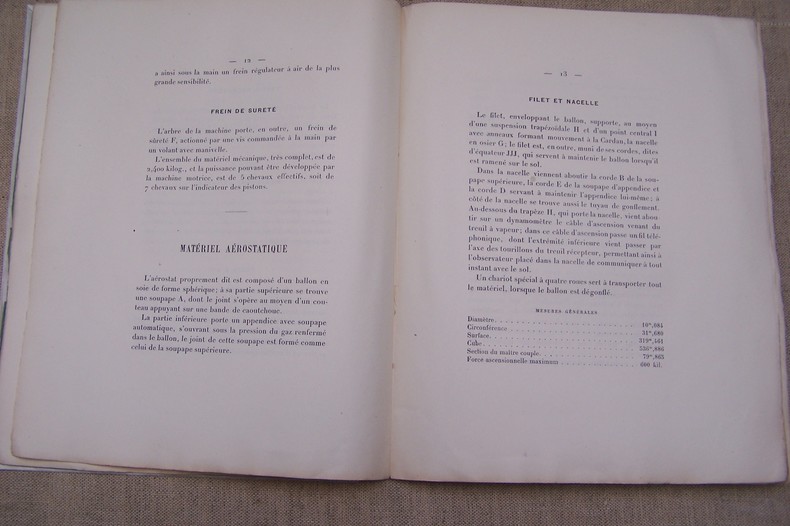 — 12 —
a ainsi sous la main un frein régulateur à air de la plus
grande sensibilité.
FREIN DE SURETÉ
L'arbre de la machine porte, en outre, un frein de
sûreté F, actionné par une vis commandée à la main par
un volant avec manivelle.
L'ensemble du matériel mécanique, très complet, est de
2,400 kilog., et la puissance pouvant être développée par
la machine motrice, est de 5 chevaux effectifs, soit de
7 chevaux sur l'indicateur des pistons.
MATÉRIEL AÉROSTATIQUE
L'aérostat proprement dit est composé d'un ballon en
soie de forme sphérique; à sa partie supérieure se trouve
une soupape A, dont le joint s'opère au moyen d'un cou-
teau appuyant sur une bande de caoutchouc.
La partie inférieure porte un appendice avec soupape
automatique, s'ouvrant sous la pression du gaz renfermé
dans le ballon, le joint de cette soupape est formé comme
celui de la soupape supérieure.
— 13 —
FILET ET NACELLE
Le filet, enveloppant le ballon, supporte, au moyen
d'une suspension trapézoïdale II et d'un point central I
avec anneaux formant mouvement à la Cardan, la nacelle
en osier G; le filet est, en outre, muni de ses cordes, dites
d'équateur JJJ, qui servent à maintenir le ballon lorsqu'il
est ramené sur le sol.
Dans la nacelle viennent aboutir la corde B de la sou-
pape supérieure, la corde E de la soupape d'appendice et
la corde D servant à maintenir l'appendice lui-même; à
côté de la nacelle se trouve aussi le tuyau de gonflement.
Au-dessous du trapèze II, qui porte la nacelle, vient abou-
tir sur un dynamomètre le câble d'ascension venant du
treuil à vapeur; dans ce câble d'ascension passe un fil télé-
phonique, dont l'extrémité inférieure vient passer par
l'axe des tourillons du treuil récepteur, permettant ainsi à
l'observateur placé dans la nacelle de communiquer à tout
instant avec le sol.
Un chariot spécial à quatre roues sert à transporter tout
le matériel, lorsque le ballon est dégonflé.
MESURES GÉNÉRALES
Diamètre. 10m,084
Circonférence 31m,680
Surface. 319m,461
Cube. 536m,886
Section du maître couple. 79m,865
Force ascensionnelle maximum 600 kil.